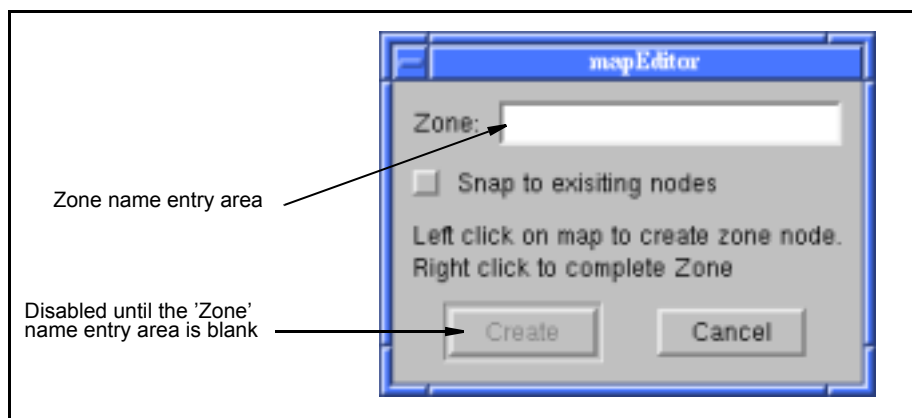 mapEditor
Zone:
Zone name entry area
Snap to exisiting nodes
Left click on map to create zone node.
Right click to complete Zone
Disabled until the ’Zone’
name entry area is blank
Create
Cancel